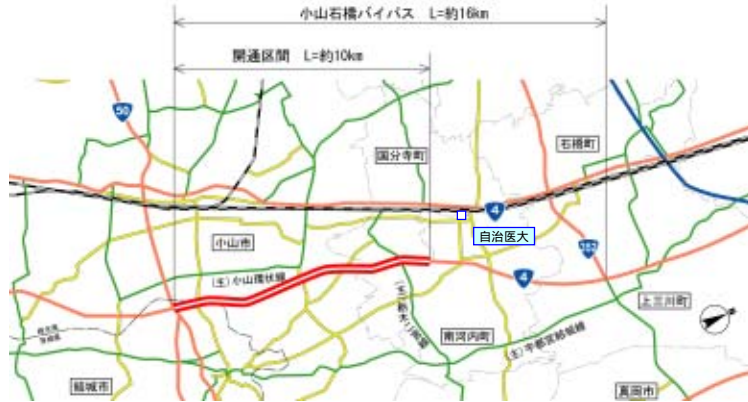 小山石橋バイパス L=約16km
開通区間 L=約10km
50
国分寺町
石橋町
4
自治医大
小山市
352
(主)小山環状線
4
上三川町
南河内町
(主)宇都宮結城線
結城市
真岡市